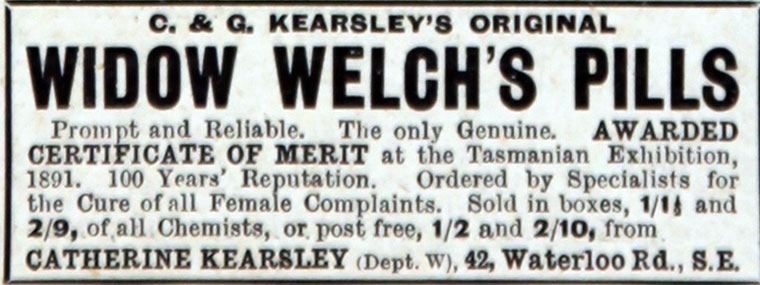 C. & G. KEARSLEY'S ORIGINAL
WIDOW WELCH'S PILLS
Prompt and Reliable. The only Genuine. AWARDED
CERTIFICATE OF MERIT at the Tasmanian Exhibition,
1891. 100 Years' Reputation. Ordered by Specialists for
the Cure of all Female Complaints. Sold in boxes, 1/1½ and
2/9, of all Chemists, or post free, 1/2 and 2/10, from
CATHERINE KEARSLEY (Dept. W), 42, Waterloo Rd., S.E.